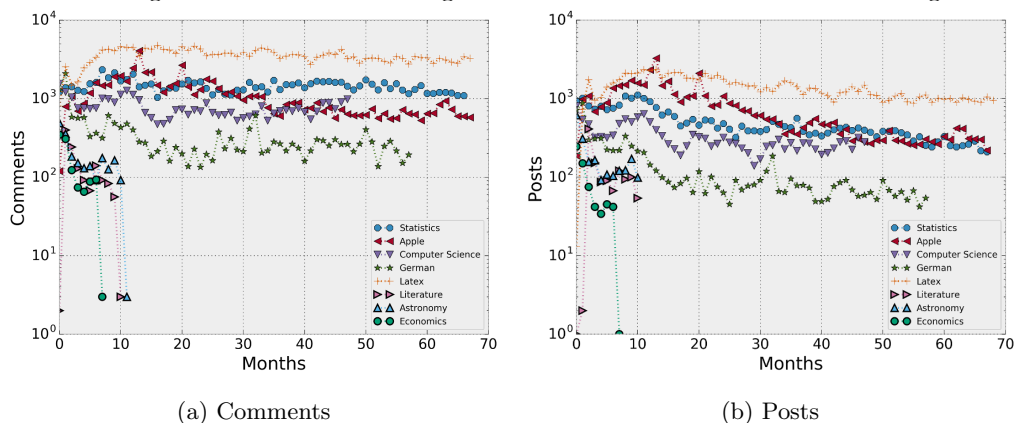 10^4
10^3
10^2
10^1
10^0
Comments
0 10 20 30 40 50 60 70
Months
Statistics
Apple
Computer Science
German
Latex
Literature
Astronomy
Economics
(a) Comments
10^4
10^3
10^2
10^1
10^0
Posts
0 10 20 30 40 50 60 70
Months
Statistics
Apple
Computer Science
German
Latex
Literature
Astronomy
Economics
(b) Posts